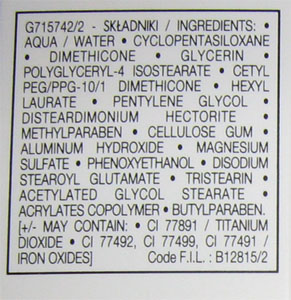 G715742/2 - SKŁADNIKI / INGREDIENTS: •
AQUA / WATER • CYCLOPENTASILOXANE
• DIMETHICONE • GLYCERIN •
POLYGLYCERYL-4 ISOSTEARATE • CETYL
PEG/PPG-10/1 DIMETHICONE • HEXYL
LAURATE • PENTYLENE GLYCOL •
DISTEARDIMONIUM HECTORITE •
METHYLPARABEN • CELLULOSE GUM •
ALUMINUM HYDROXIDE • MAGNESIUM
SULFATE • PHENOXYETHANOL • DISODIUM
STEAROYL GLUTAMATE • TRISTEARIN •
ACETYLATED GLYCOL STEARATE •
ACRYLATES COPOLYMER • BUTYLPARABEN.
[+/- MAY CONTAIN: • CI 77891 / TITANIUM
DIOXIDE • CI 77492, CI 77499, CI 77491 /
IRON OXIDES] Code F.I.L. : B12815/2